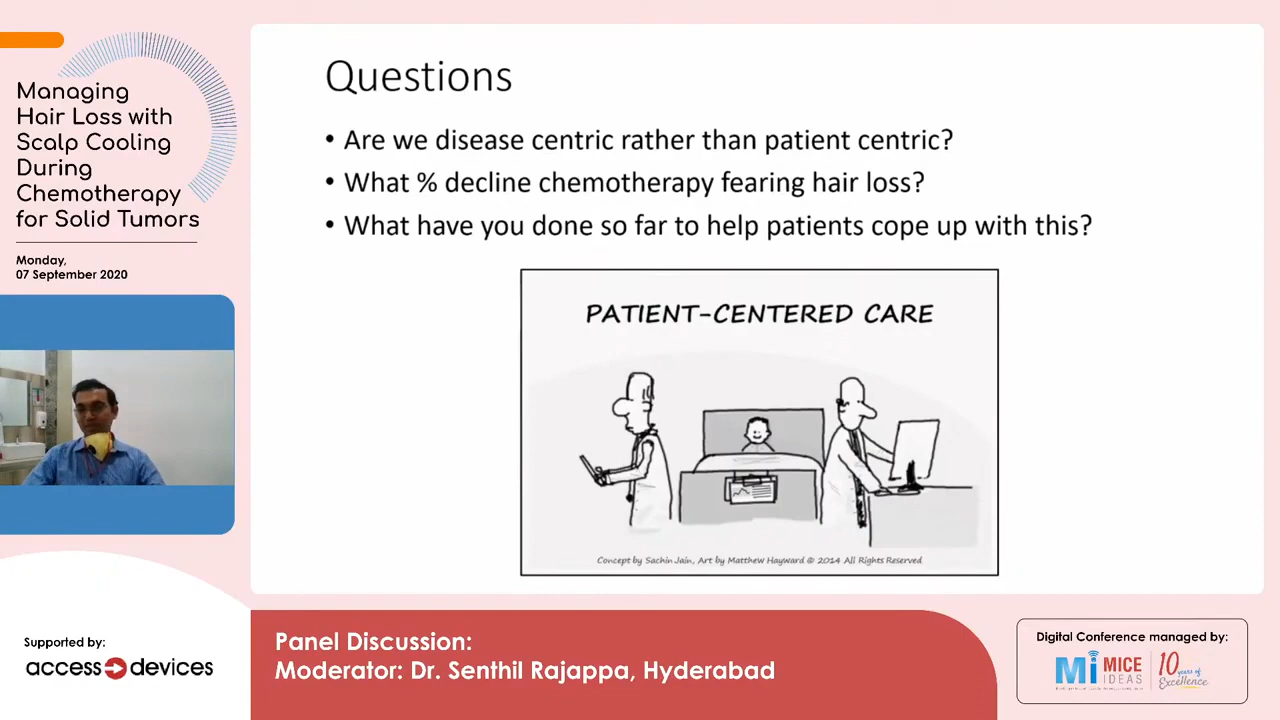 Managing
Hair Loss with
Scalp Cooling
During
Chemotherapy
for Solid Tumors
Monday,
07 September 2020
Questions
• Are we disease centric rather than patient centric?
• What % decline chemotherapy fearing hair loss?
• What have you done so far to help patients cope up with this?
PATIENT-CENTERED CARE
Concept by Sachin Jain, Art by Matthew Hayward © 2014 All Rights Reserved
Supported by:
access devices
Panel Discussion:
Moderator: Dr. Senthil Rajappa, Hyderabad
Digital Conference managed by:
Mi MICE
IDEAS
10 years of
Excellence